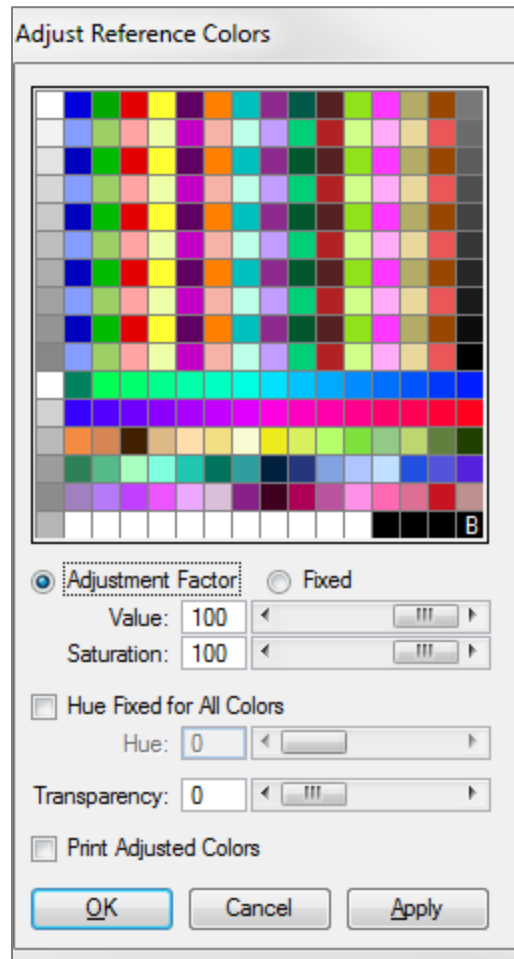 Adjust Reference Colors
B
Adjustment Factor Fixed
Value: 100
Saturation: 100
Hue Fixed for All Colors
Hue: 0
Transparency: 0
Print Adjusted Colors
OK Cancel Apply